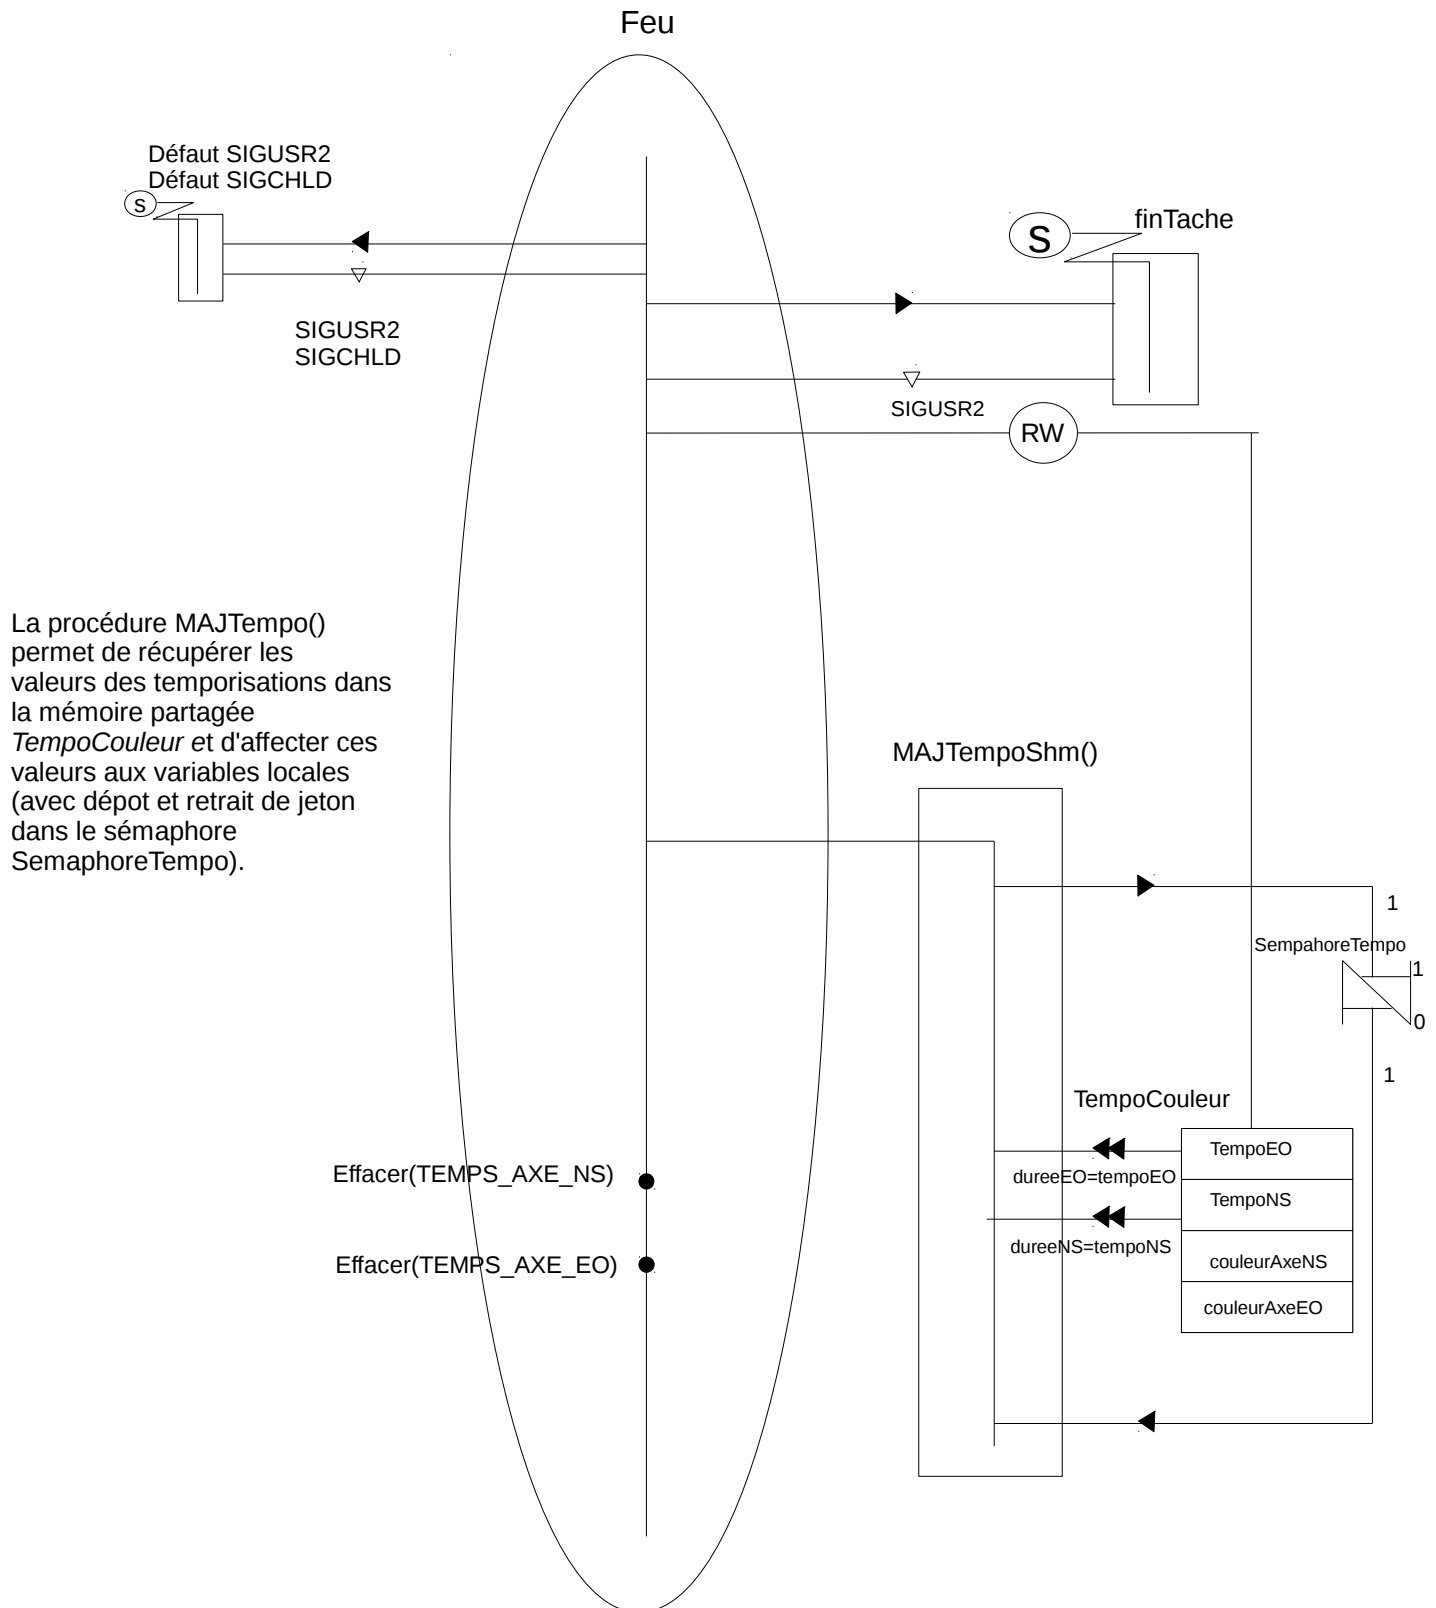 Feu
Défaut SIGUSR2
Défaut SIGCHLD
s
finTache
S
SIGUSR2
SIGCHLD
SIGUSR2
RW
La procédure MAJTempo()
permet de récupérer les
valeurs des temporisations dans
la mémoire partagée
TempoCouleur et d'affecter ces
valeurs aux variables locales
(avec dépot et retrait de jeton
dans le sémaphore
SemaphoreTempo).
MAJTempoShm()
1
SempahoreTempo
1
0
1
TempoCouleur
TempoEO
dureeEO=tempoEO
TempoNS
dureeNS=tempoNS
couleurAxeNS
couleurAxeEO
Effacer(TEMPS_AXE_NS)
Effacer(TEMPS_AXE_EO)